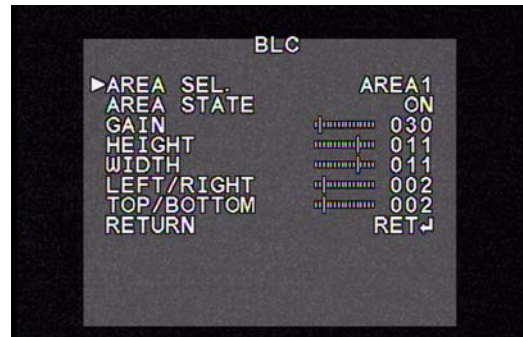 BLC
▶AREA SEL. AREA1
AREA STATE ON
GAIN 030
HEIGHT 011
WIDTH 011
LEFT/RIGHT 002
TOP/BOTTOM 002
RETURN RET↲